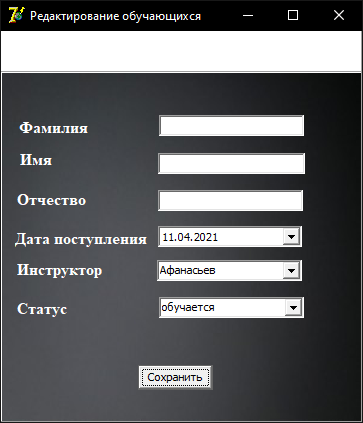 Редактирование обучающихся
Фамилия
Имя
Отчество
Дата поступления 11.04.2021
Инструктор Афанасьев
Статус обучается
Сохранить